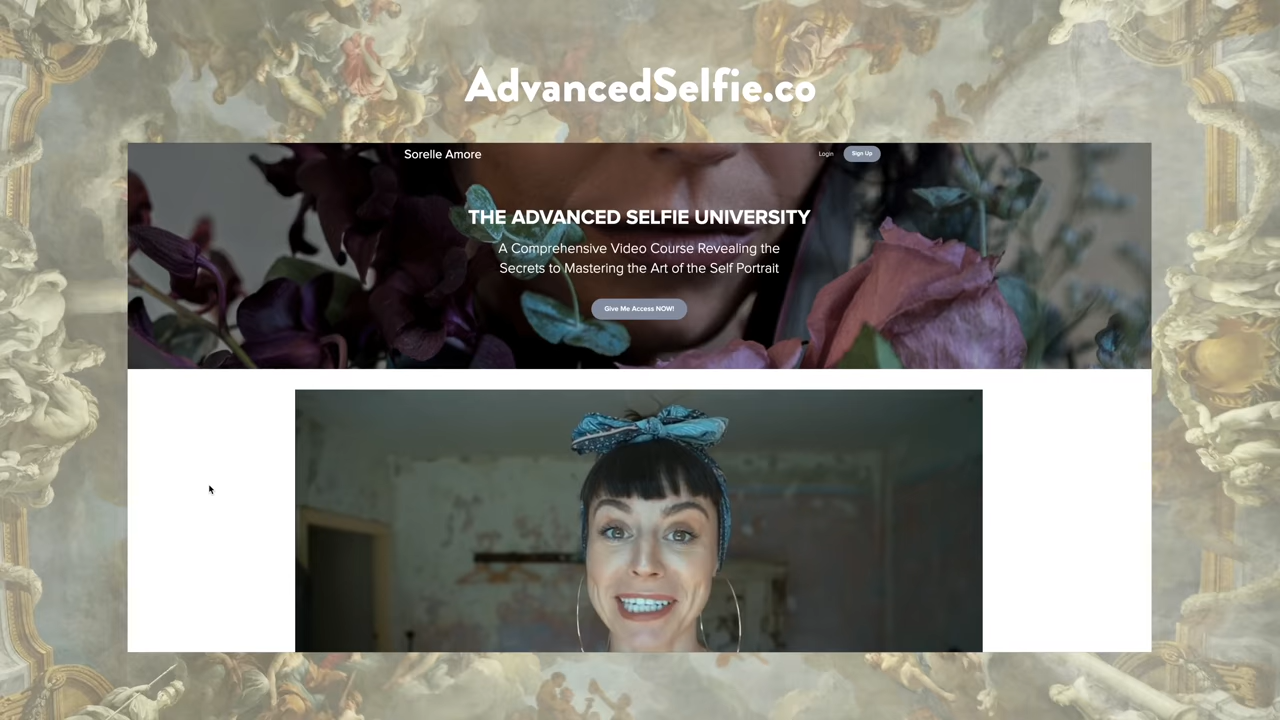 AdvancedSelfie.co
Sorelle Amore
Login
Sign Up
THE ADVANCED SELFIE UNIVERSITY
A Comprehensive Video Course Revealing the
Secrets to Mastering the Art of the Self Portrait
Give Me Access NOW!